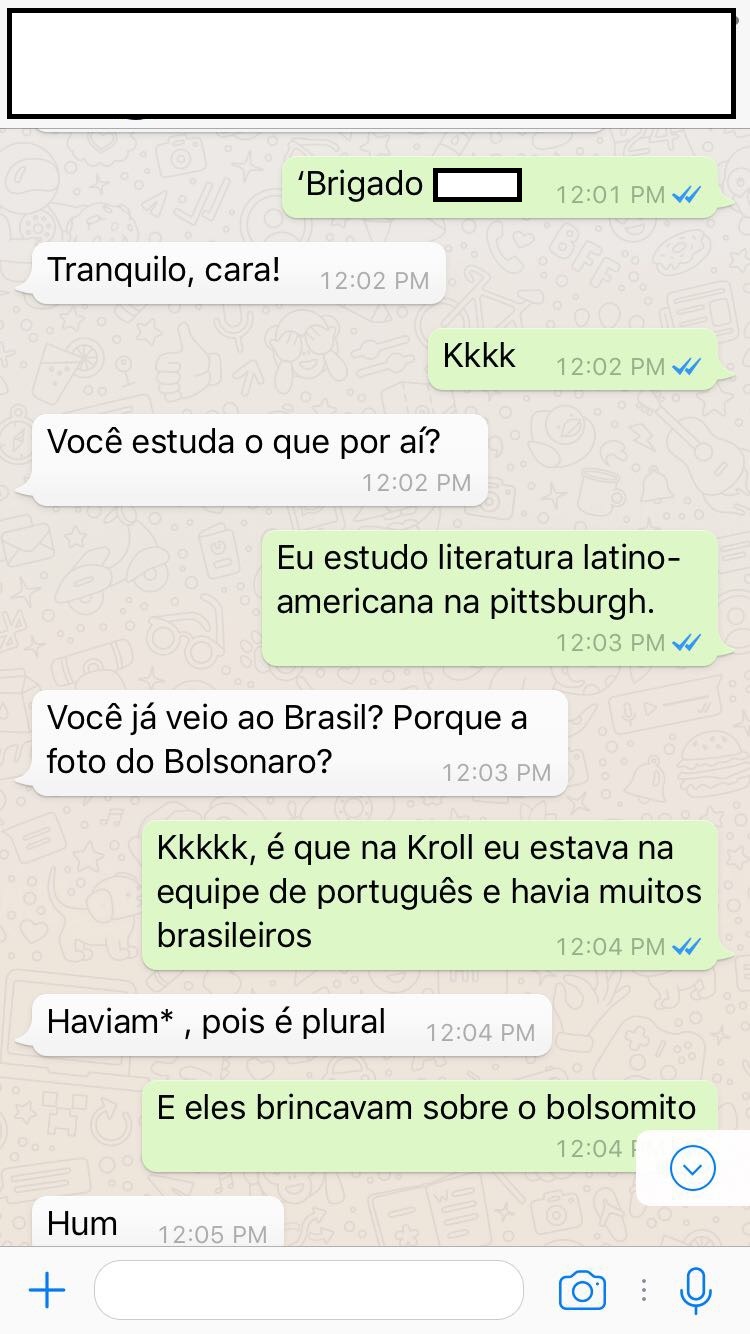 ‘Brigado
12:01 PM
Tranquilo, cara!
12:02 PM
Kkkk
12:02 PM
Você estuda o que por aí?
12:02 PM
Eu estudo literatura latino-
americana na pittsburgh.
12:03 PM
Você já veio ao Brasil? Porque a
foto do Bolsonaro?
12:03 PM
Kkkkk, é que na Kroll eu estava na
equipe de português e havia muitos
brasileiros
12:04 PM
Haviam* , pois é plural
12:04 PM
E eles brincavam sobre o bolsomito
12:04
Hum
12:05 PM